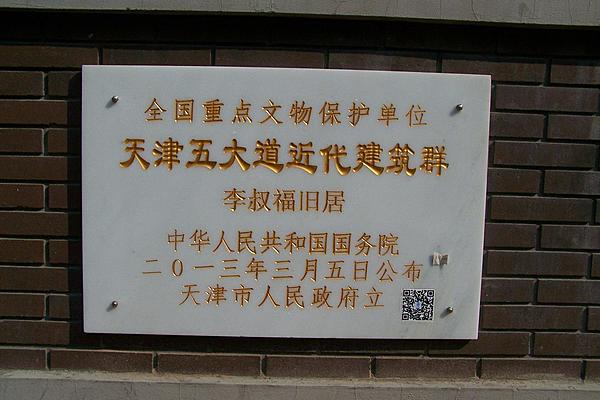 全国重点文物保护单位
天津五大道近代建筑群
李叔福旧居
中华人民共和国国务院
二0一三年三月五日公布
天津市人民政府立